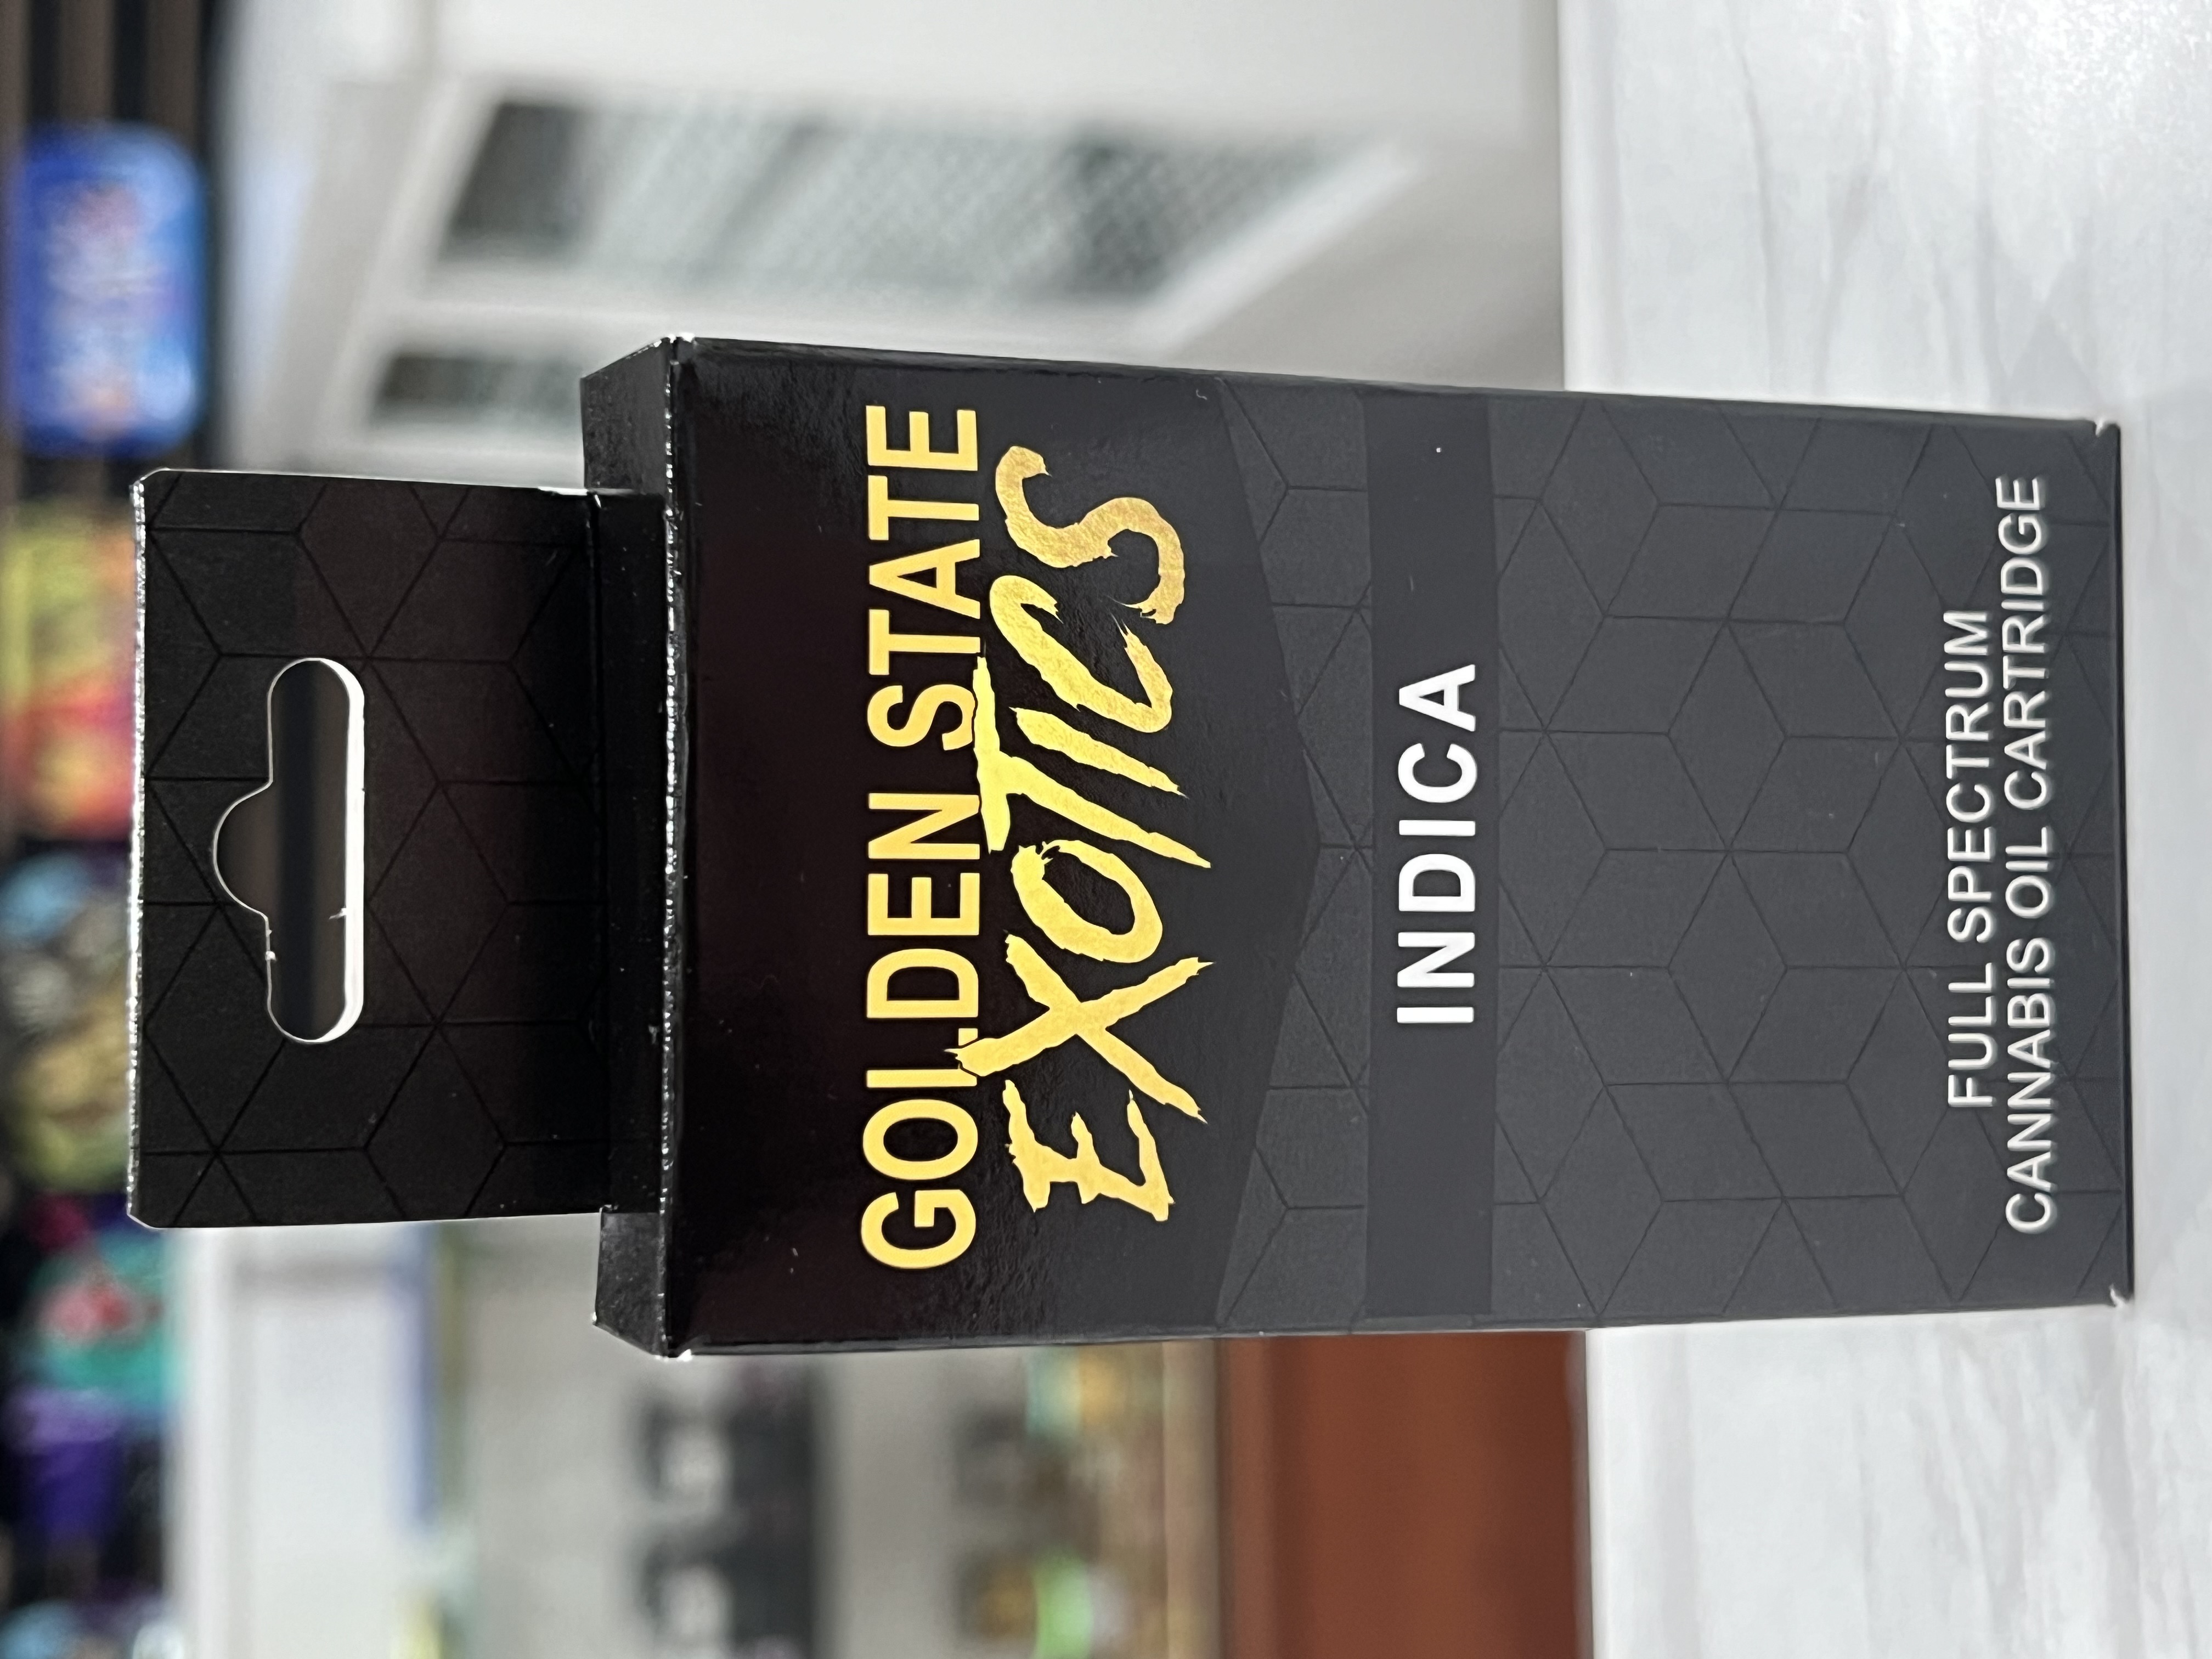 GOLDEN STATE
EXOTICS
INDICA
FULL SPECTRUM
CANNABIS OIL CARTRIDGE